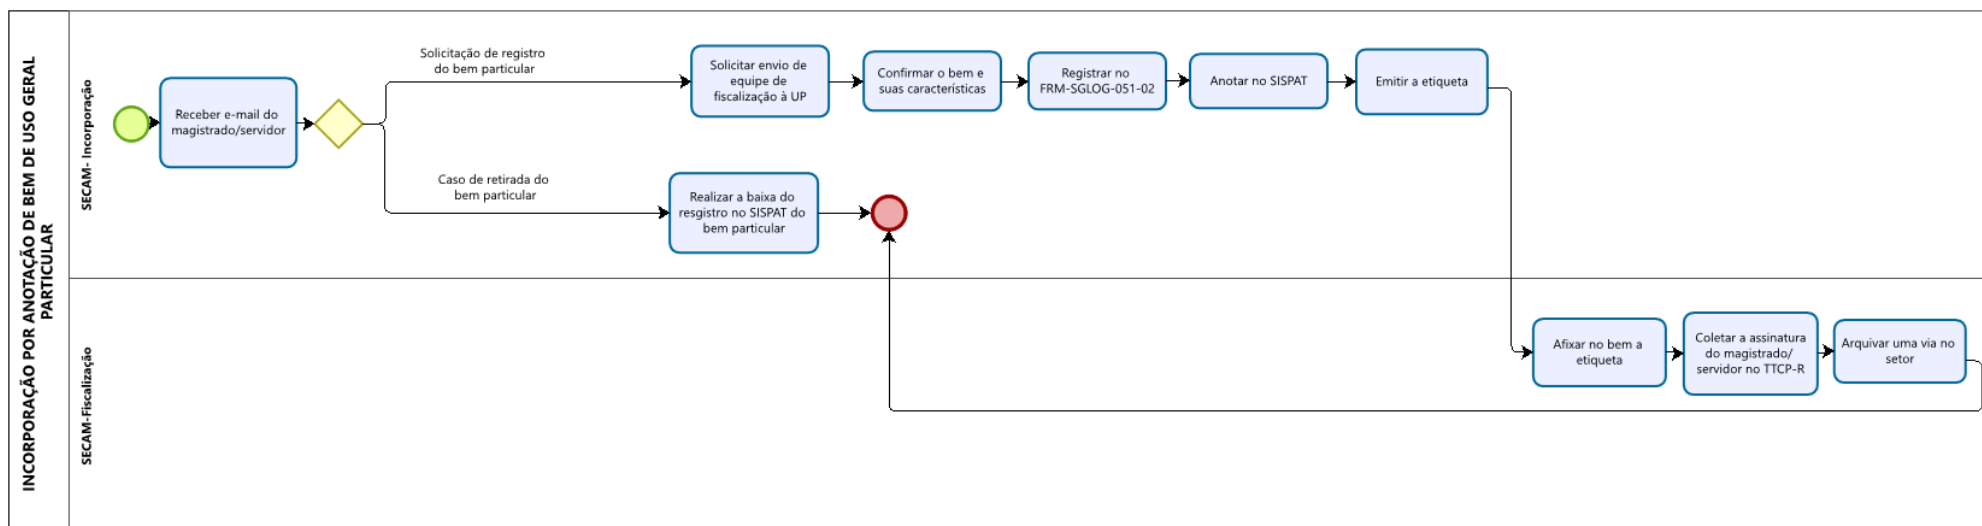 INCORPORAÇÃO POR ANOTAÇÃO DE BEM DE USO GERAL
PARTICULAR
SECAM- Incorporação
Receber e-mail do
magistrado/servidor
Solicitação de registro
do bem particular
Solicitar envio de
equipe de
fiscalização à UP
Confirmar o bem e
suas características
Registrar no
FRM-SGLOG-051-02
Anotar no SISPAT
Emitir a etiqueta
Caso de retirada do
bem particular
Realizar a baixa do
resgistro no SISPAT do
bem particular
SECAM-Fiscalização
Afixar no bem a
etiqueta
Coletar a assinatura
do magistrado/
servidor no TTCP-R
Arquivar uma via no
setor